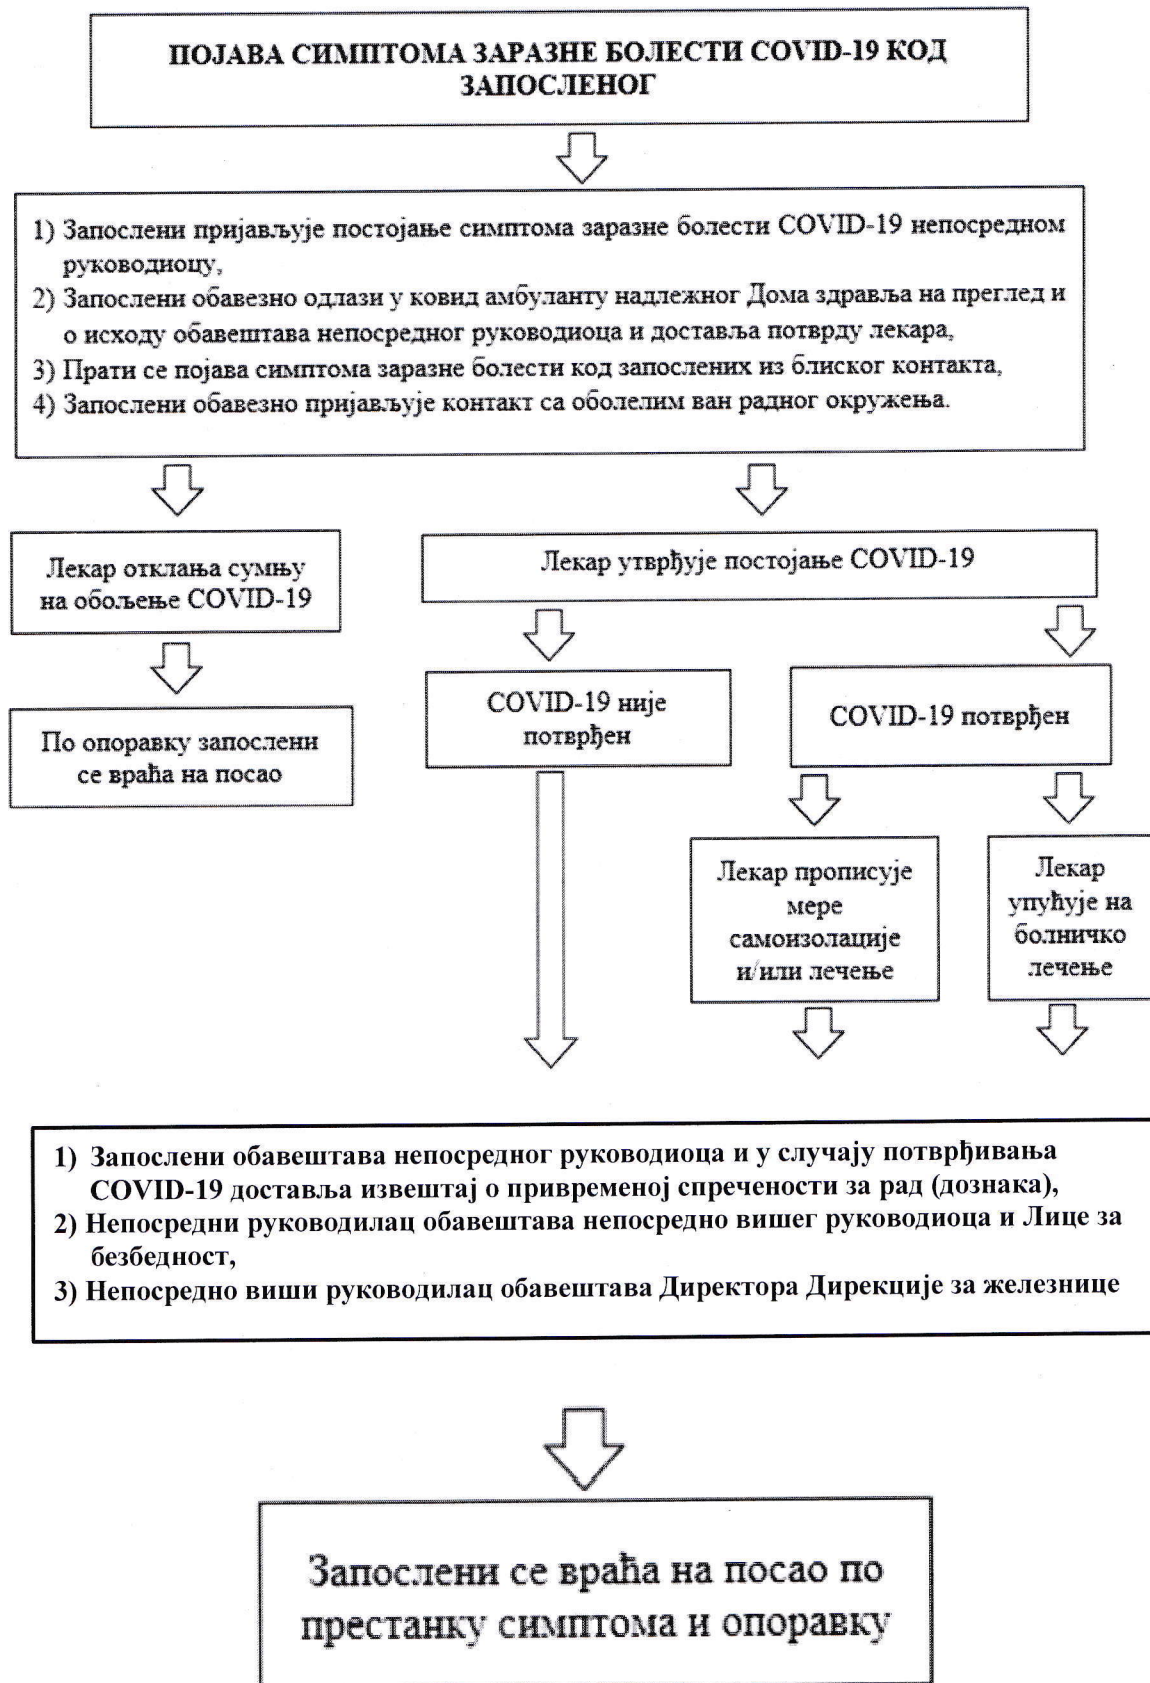 ПОЈАВА СИМПТОМА ЗАРАЗНЕ БОЛЕСТИ COVID-19 КОД
ЗАПОСЛЕНОГ
1) Запослени пријављује постојање симптома заразне болести COVID-19 непосредном
руководиоцу,
2) Запослени обавезно одлази у ковид амбуланту надлежног Дома здравља на преглед и
о исходу обавештава непосредног руководиоца и доставља потврду лекара,
3) Прати се појава симптома заразне болести код запослених из блиског контакта,
4) Запослени обавезно пријављује контакт са оболелим ван радног окружења.
Лекар отклања сумњу
на обољење COVID-19
Лекар утврђује постојање COVID-19
По опоравку запослени
се враћа на посао
COVID-19 није
потврђен
COVID-19 потврђен
Лекар прописује
мере
самоизолације
и/или лечење
Лекар
упућује на
болничко
лечење
1) Запослени обавештава непосредног руководиоца и у случају потврђивања
COVID-19 доставља извештај о привременој спречености за рад (дознака),
2) Непосредни руководилац обавештава непосредно вишег руководиоца и Лице за
безбедност,
3) Непосредно виши руководилац обавештава Директора Дирекције за железнице
Запослени се враћа на посао по
престанку симптома и опоравку